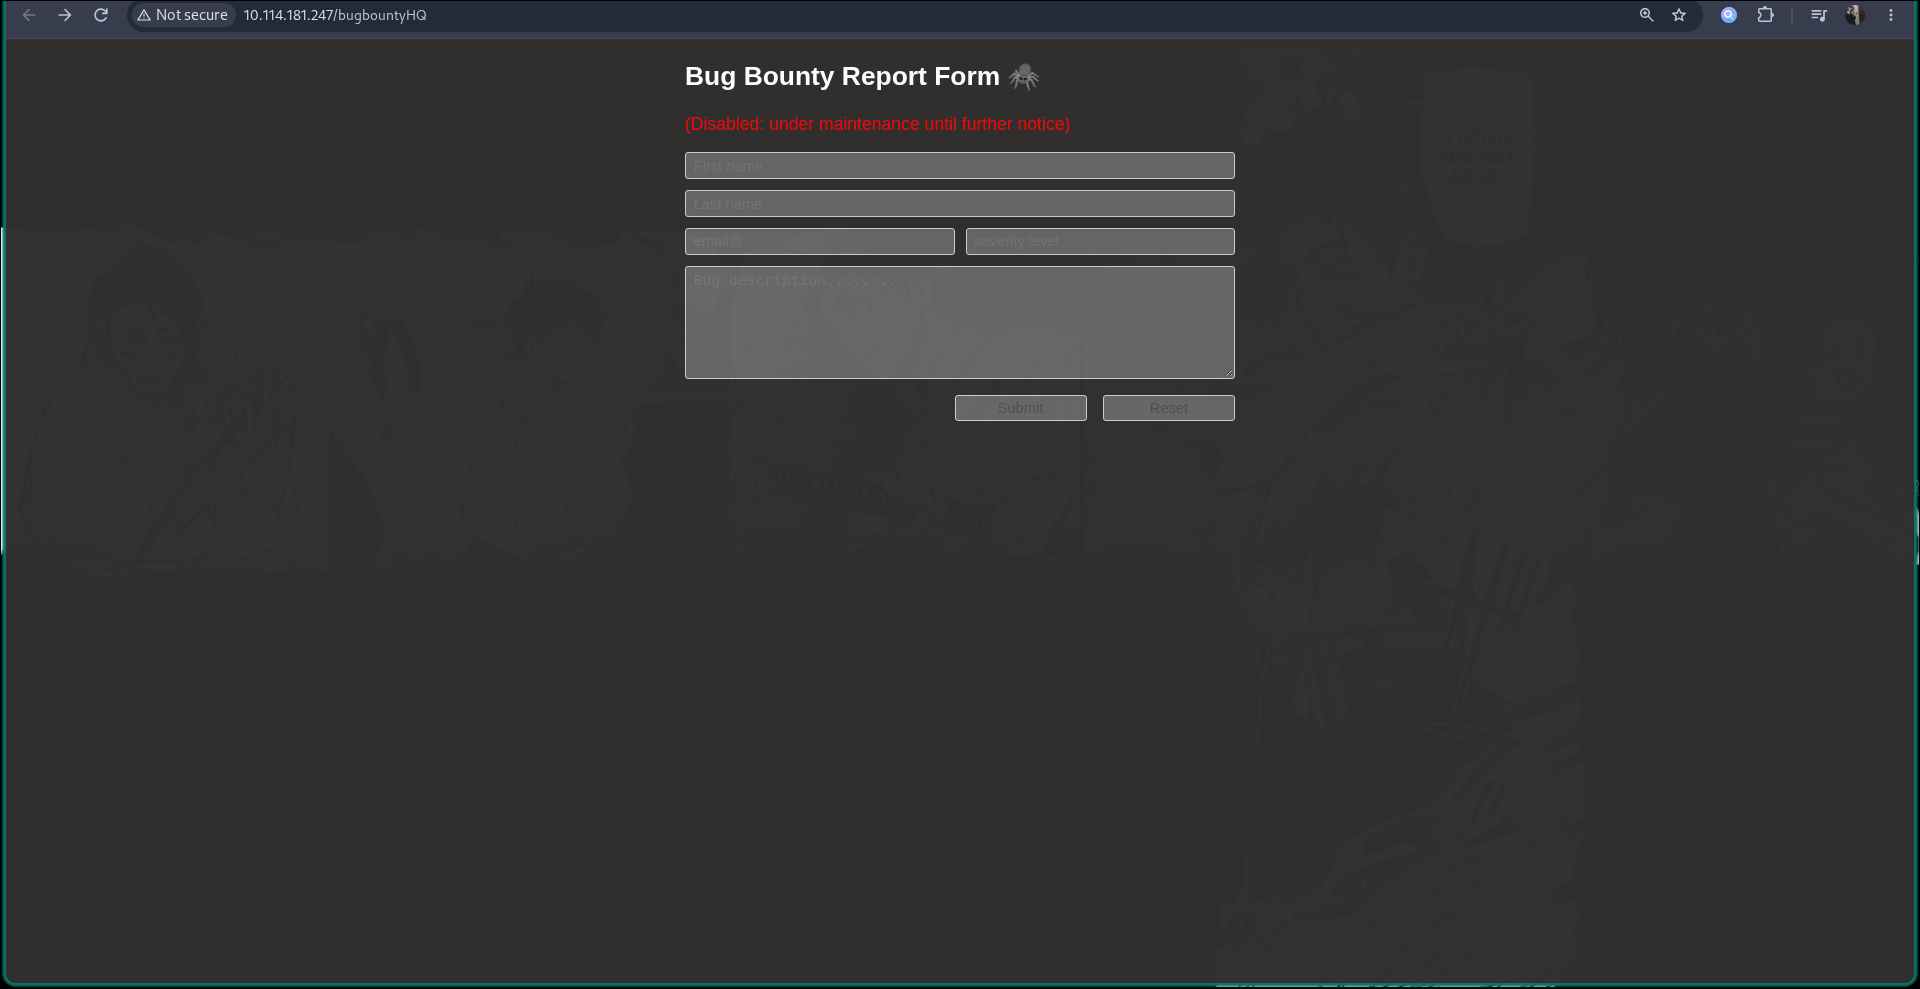 Not secure 10.114.181.247/bugbountyHQ
Bug Bounty Report Form
(Disabled: under maintenance until further notice)
First name
Last name
email@ severity level
Bug description........
Submit Reset